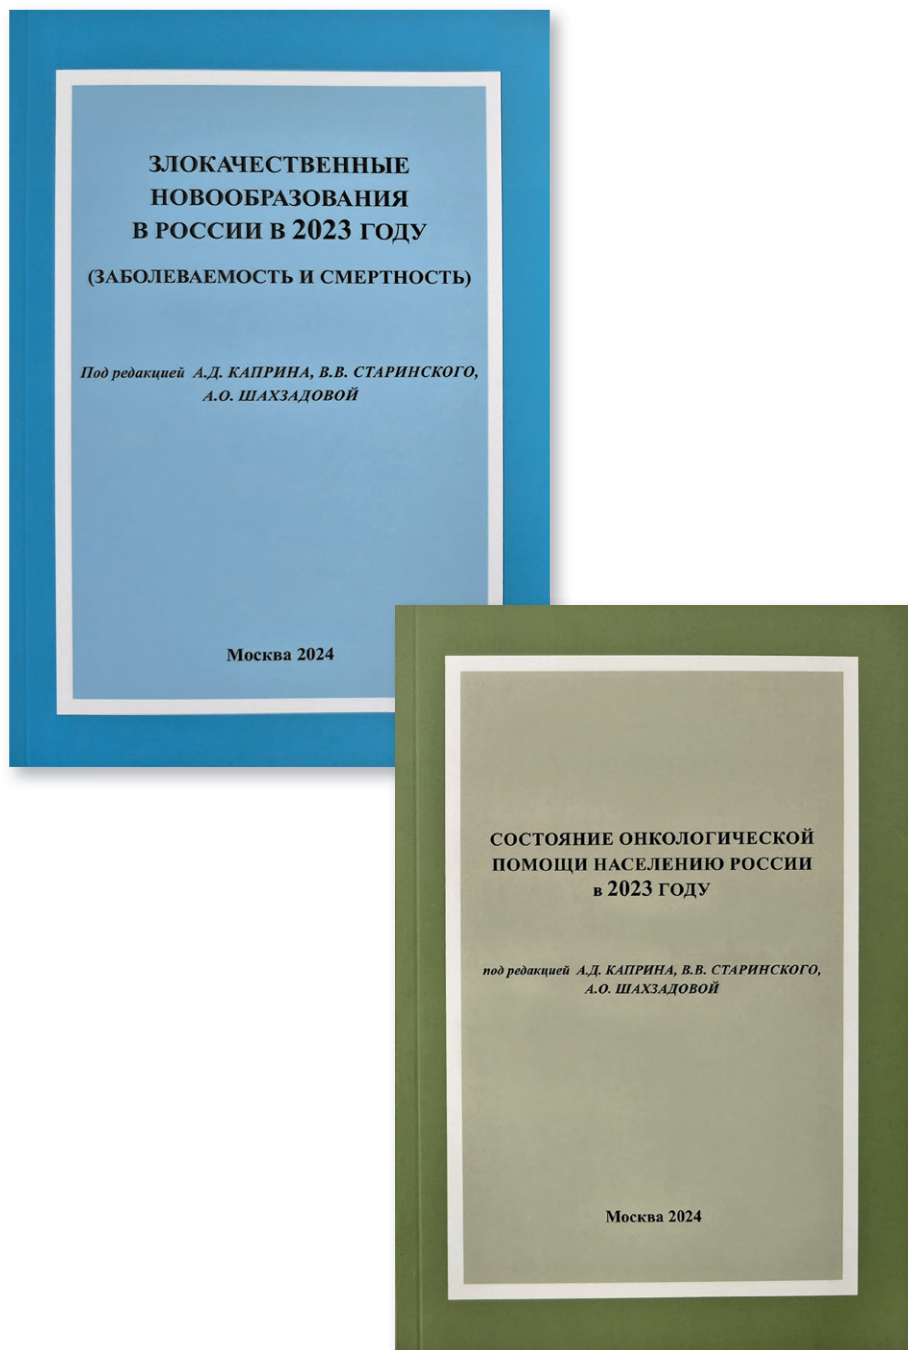 ЗЛОКАЧЕСТВЕННЫЕ
НОВООБРАЗОВАНИЯ
В РОССИИ В 2023 ГОДУ
(ЗАБОЛЕВАЕМОСТЬ И СМЕРТНОСТЬ)
Под редакцией А.Д. КАПРИНА, В.В. СТАРИНСКОГО,
А.О. ШАХЗАДОВОЙ
Москва 2024
СОСТОЯНИЕ ОНКОЛОГИЧЕСКОЙ
ПОМОЩИ НАСЕЛЕНИЮ РОССИИ
в 2023 ГОДУ
под редакцией А.Д. КАПРИНА, В.В. СТАРИНСКОГО,
А.О. ШАХЗАДОВОЙ
Москва 2024